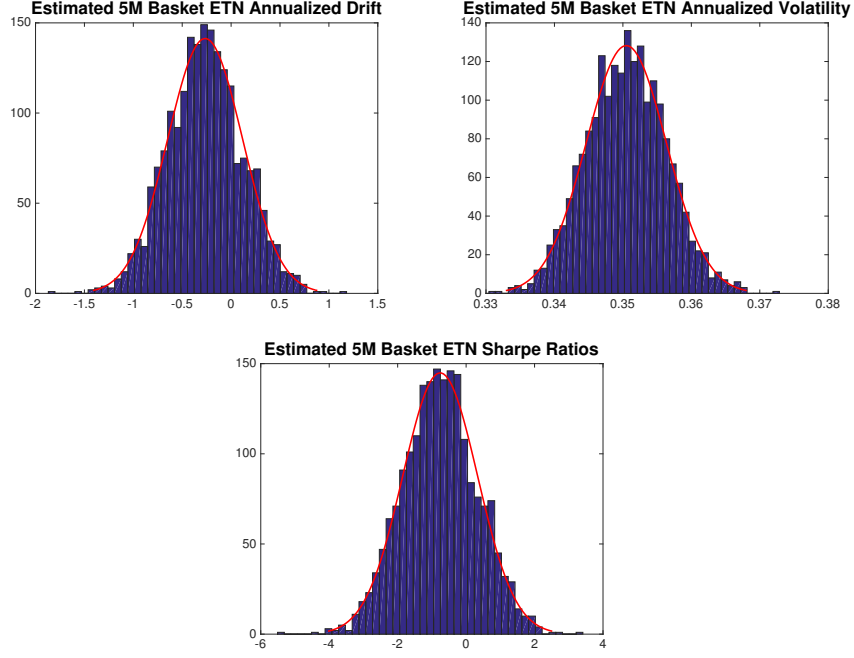 Estimated 5M Basket ETN Annualized Drift
150
100
50
0
-2 -1.5 -1 -0.5 0 0.5 1 1.5
Estimated 5M Basket ETN Annualized Volatility
140
120
100
80
60
40
20
0
0.33 0.34 0.35 0.36 0.37 0.38
Estimated 5M Basket ETN Sharpe Ratios
150
100
50
0
-6 -4 -2 0 2 4